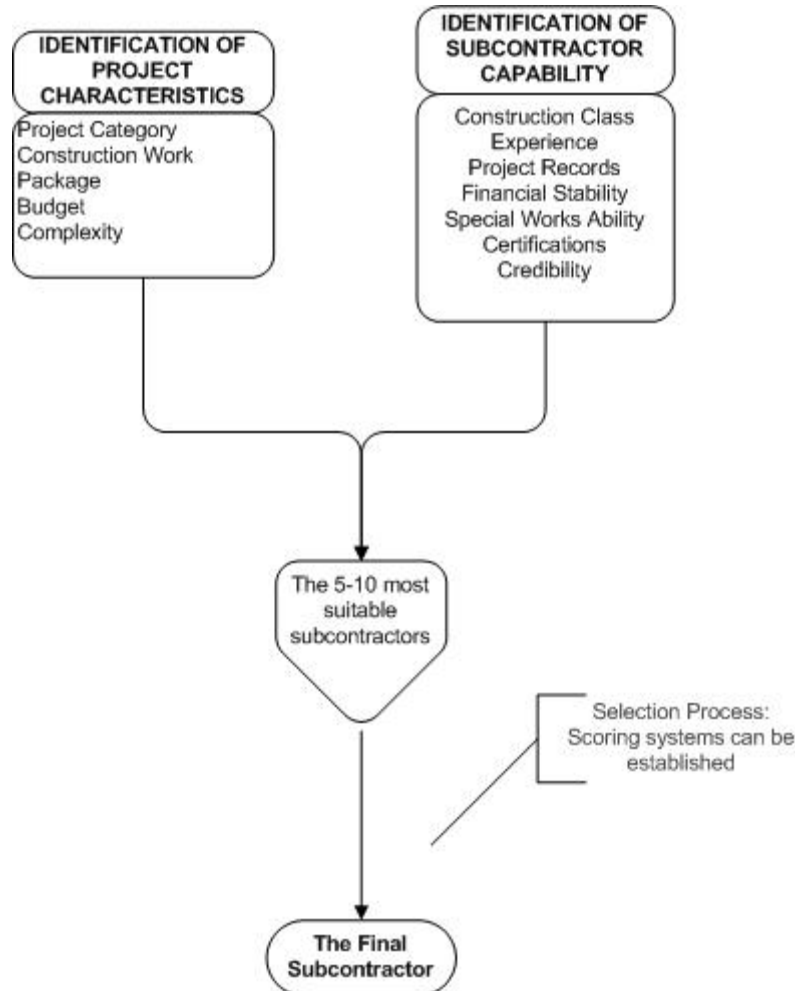 IDENTIFICATION OF
PROJECT
CHARACTERISTICS
Project Category
Construction Work
Package
Budget
Complexity
IDENTIFICATION OF
SUBCONTRACTOR
CAPABILITY
Construction Class
Experience
Project Records
Financial Stability
Special Works Ability
Certifications
Credibility
The 5-10 most
suitable
subcontractors
Selection Process:
Scoring systems can be
established
The Final
Subcontractor